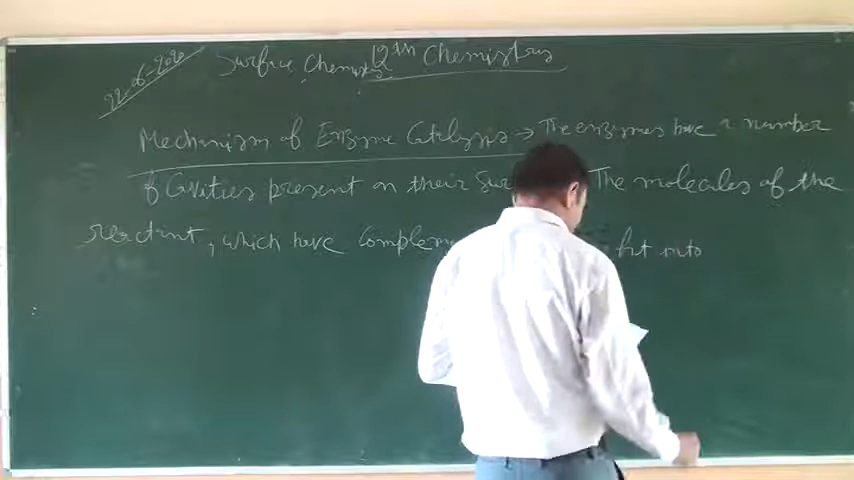 22-06-2020 Surface Chemistry 12th Chemistry
Mechanism of Enzyme Catalysis → The enzymes have a number
of Cavities present on their Sur The molecules of the
reactant, which have Complem fit into